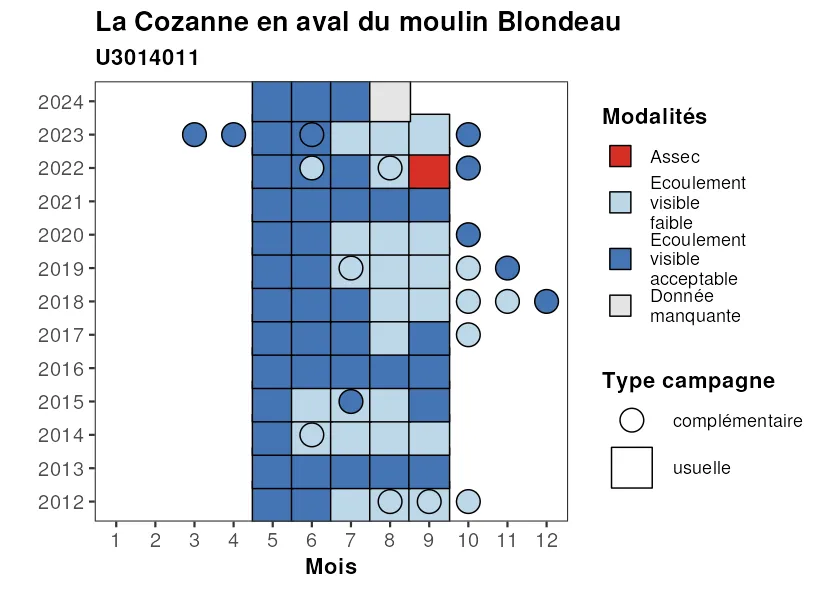 La Cozanne en aval du moulin Blondeau
U3014011
2024
2023
2022
2021
2020
2019
2018
2017
2016
2015
2014
2013
2012
1 2 3 4 5 6 7 8 9 10 11 12
Mois
Modalités
Assec
Ecoulement
visible
faible
Ecoulement
visible
acceptable
Donnée
manquante
Type campagne
complémentaire
usuelle